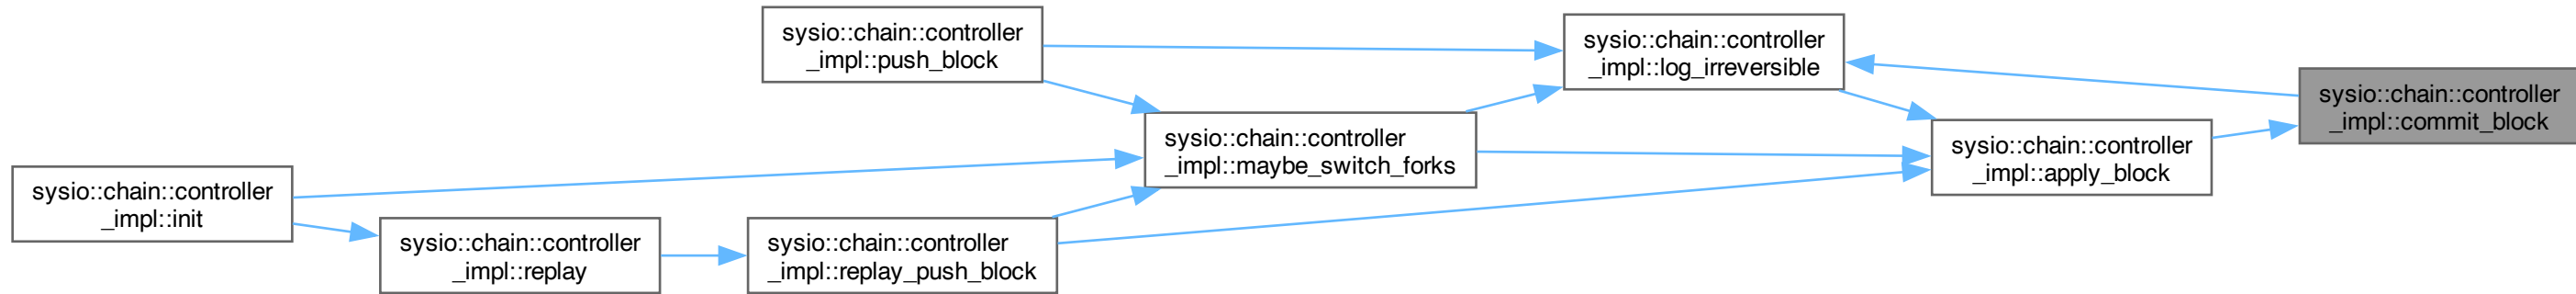 sysio::chain::controller
_impl::push_block
sysio::chain::controller
_impl::log_irreversible
sysio::chain::controller
_impl::commit_block
sysio::chain::controller
_impl::maybe_switch_forks
sysio::chain::controller
_impl::apply_block
sysio::chain::controller
_impl::init
sysio::chain::controller
_impl::replay
sysio::chain::controller
_impl::replay_push_block